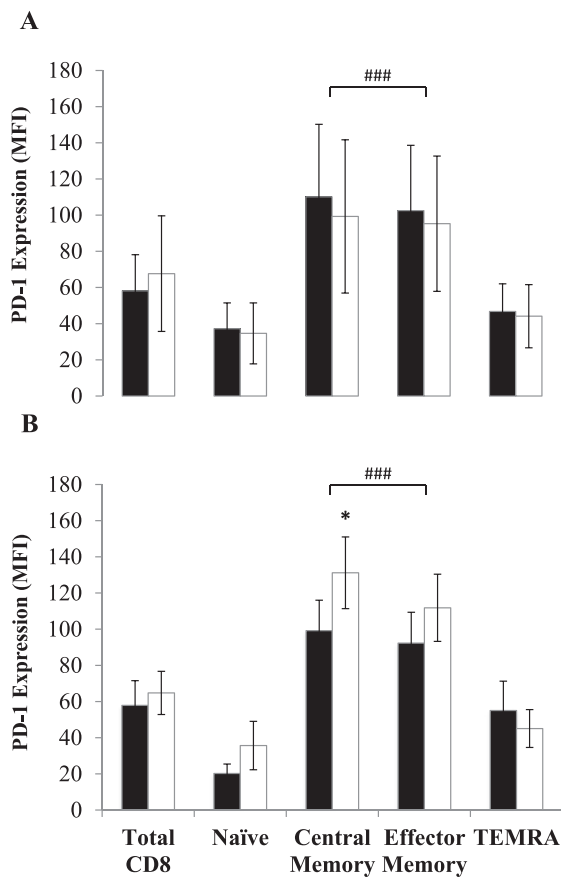 A
PD-1 Expression (MFI)
180
160
140
120
100
80
60
40
20
0
###
B
PD-1 Expression (MFI)
180
160
140
120
100
80
60
40
20
0
###
*
Total CD8
Naïve
Central Memory
Effector Memory
TEMRA